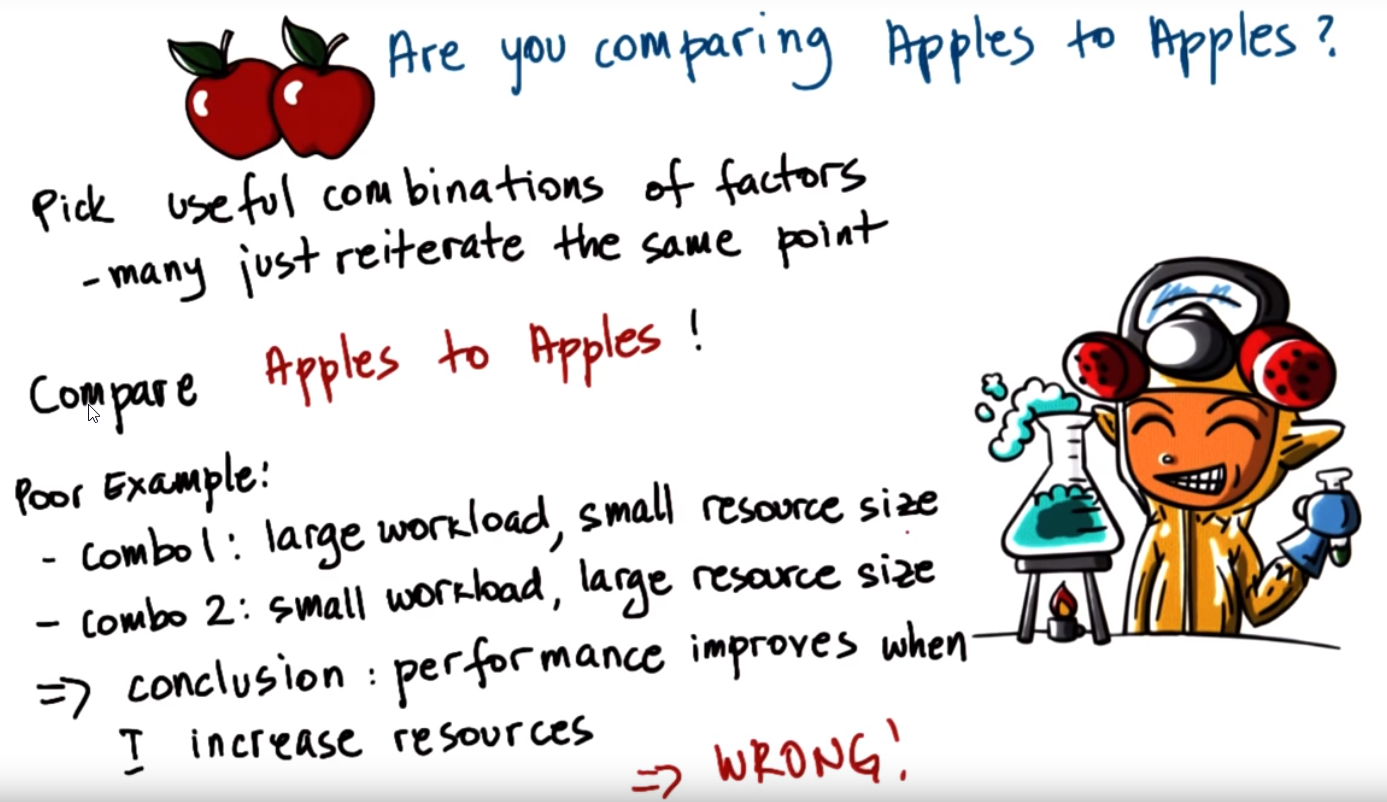 Are you comparing Apples to Apples?
Pick useful combinations of factors
- many just reiterate the same point
Compare Apples to Apples!
Poor Example:
- combo 1: large workload, small resource size
- combo 2: small workload, large resource size
=> conclusion: performance improves when
I increase resources
=> WRONG!